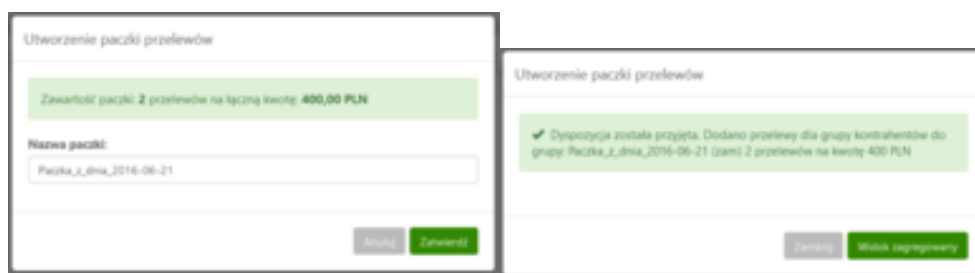 Utworzenie paczki przelewów
Zawartość paczki: 2 przelewów na łączną kwotę: 400,00 PLN
Nazwa paczki:
Paczka_z_dnia_2016-06-21
Anuluj
Zatwierdź
Utworzenie paczki przelewów
Dyspozycja została przyjęta. Dodano przelewy dla grupy kontrahentów do
grupy: Paczka_z_dnia_2016-06-21 (zam) 2 przelewów na kwotę 400 PLN
Zamknij
Widok zagregowany